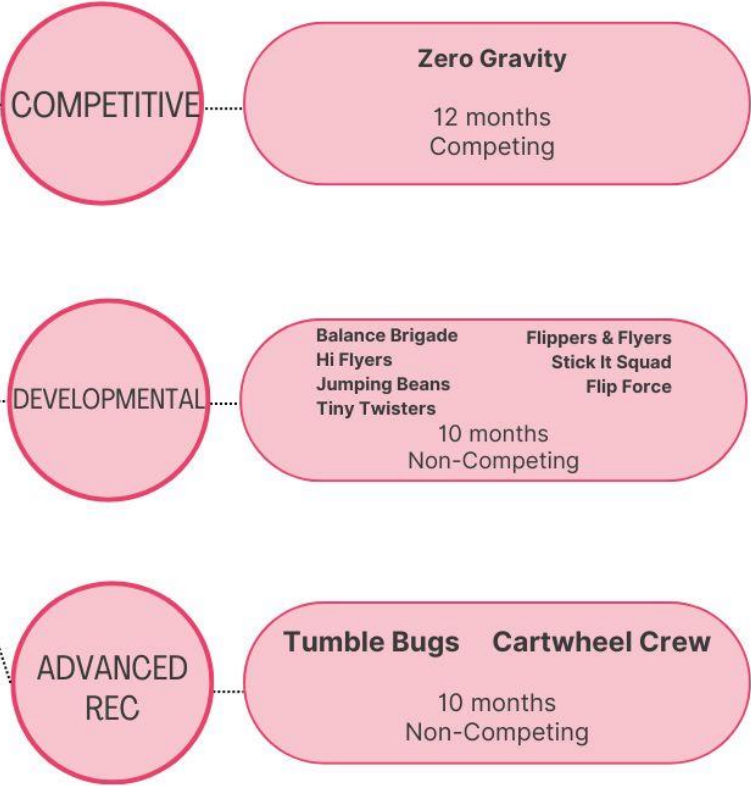 COMPETITIVE
Zero Gravity
12 months
Competing
DEVELOPMENTAL
Balance Brigade
Hi Flyers
Jumping Beans
Tiny Twisters
Flippers & Flyers
Stick It Squad
Flip Force
10 months
Non-Competing
ADVANCED
REC
Tumble Bugs Cartwheel Crew
10 months
Non-Competing